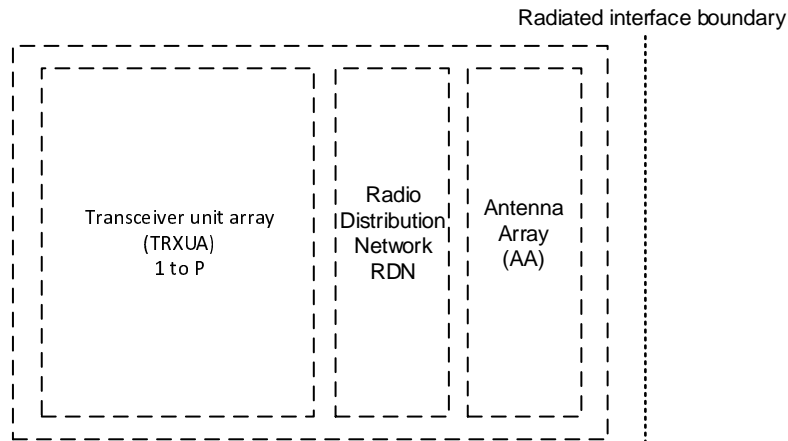 Radiated interface boundary
Transceiver unit array
(TRXUA)
1 to P
Radio
Distribution
Network
RDN
Antenna
Array
(AA)